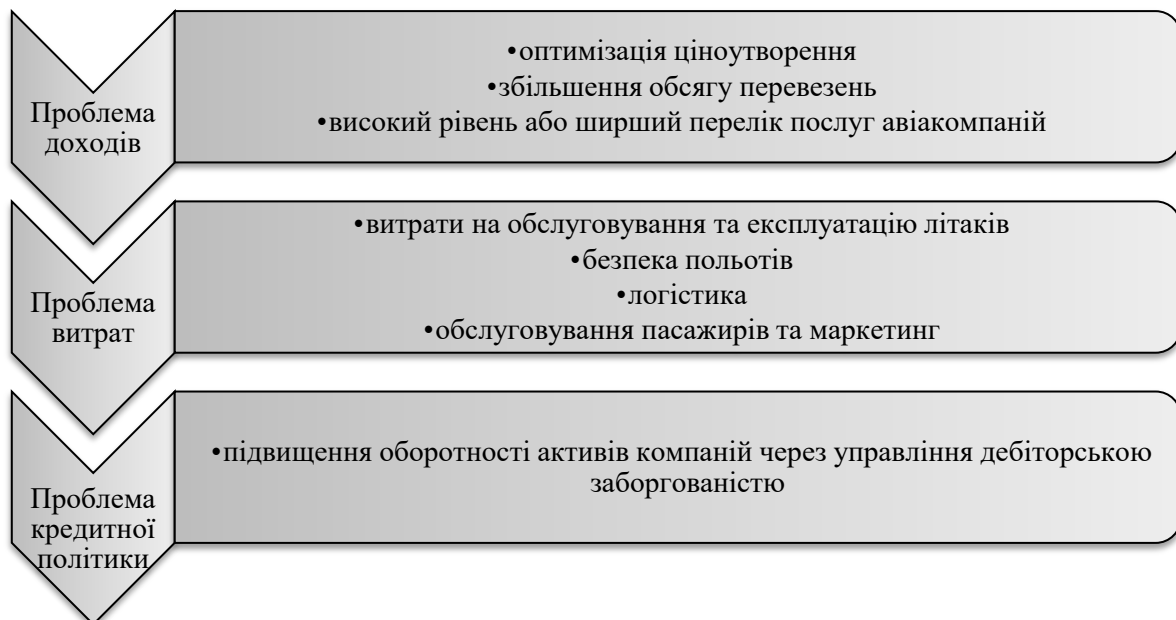 Проблема
доходів
•оптимізація ціноутворення
•збільшення обсягу перевезень
•високий рівень або ширший перелік послуг авіакомпаній
Проблема
витрат
•витрати на обслуговування та експлуатацію літаків
•безпека польотів
•логістика
•обслуговування пасажирів та маркетинг
Проблема
кредитної
політики
•підвищення оборотності активів компаній через управління дебіторською
заборгованістю